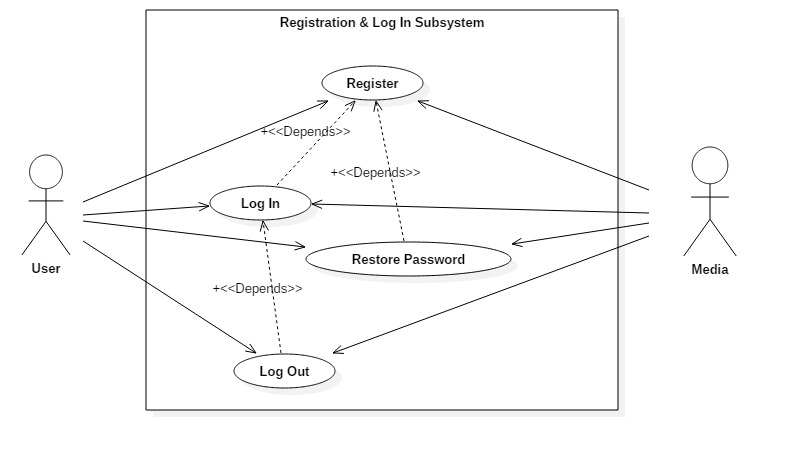 Registration & Log In Subsystem
Register
+<<Depends>>
+<<Depends>>
Log In
Restore Password
User
Media
+<<Depends>>
Log Out